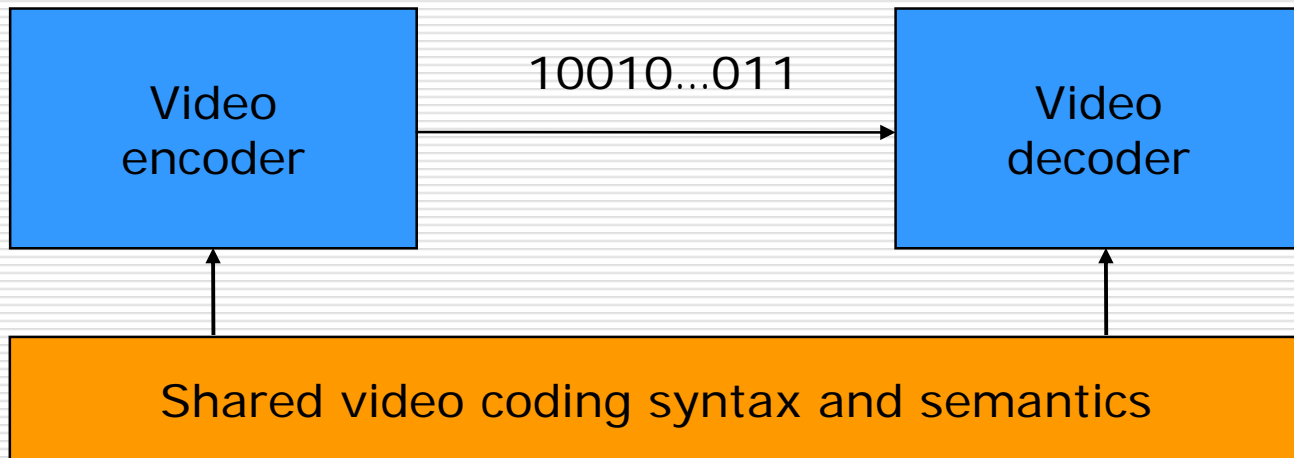 Video
encoder
10010...011
Video
decoder
Shared video coding syntax and semantics